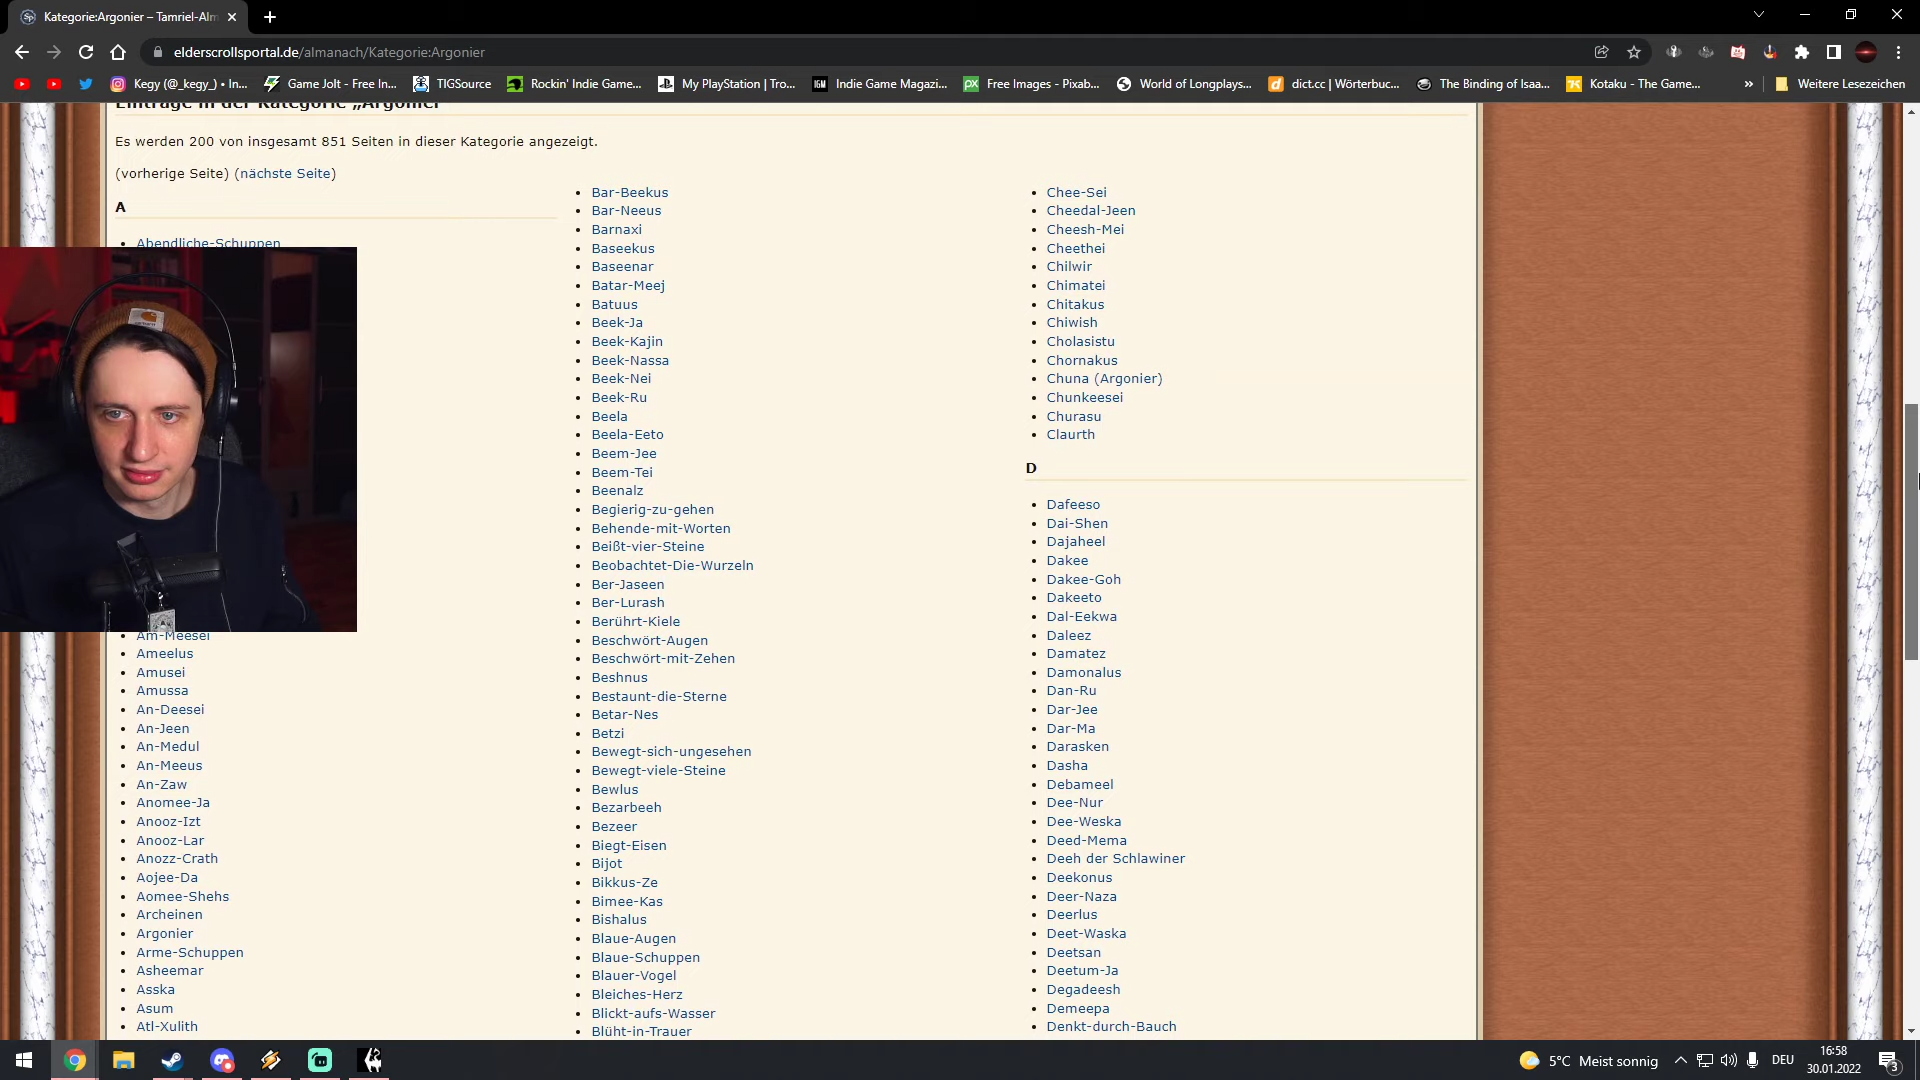 Kategorie:Argonier – Tamriel-Alm
elderscrollsportal.de/almanach/Kategorie:Argonier
Kegy (@_kegy_) • In...
Game Jolt - Free In...
TIGSource
Rockin' Indie Game...
My PlayStation | Tro...
Indie Game Magazi...
Free Images - Pixab...
World of Longplays...
dict.cc | Wörterbuc...
The Binding of Isaa...
Kotaku - The Game...
»
Weitere Lesezeichen
Einträge in der Kategorie „Argonier“
Es werden 200 von insgesamt 851 Seiten in dieser Kategorie angezeigt.
(vorherige Seite) (nächste Seite)
A
Abendliche-Schuppen
Am-Meesei
Ameelus
Amusei
Amussa
An-Deesei
An-Jeen
An-Medul
An-Meeus
An-Zaw
Anomee-Ja
Anooz-Izt
Anooz-Lar
Anozz-Crath
Aojee-Da
Aomee-Shehs
Archeinen
Argonier
Arme-Schuppen
Asheemar
Asska
Asum
Atl-Xulith
Bar-Beekus
Bar-Neeus
Barnaxi
Baseekus
Baseenar
Batar-Meej
Batuus
Beek-Ja
Beek-Kajin
Beek-Nassa
Beek-Nei
Beek-Ru
Beela
Beela-Eeto
Beem-Jee
Beem-Tei
Beenalz
Begierig-zu-gehen
Behende-mit-Worten
Beißt-vier-Steine
Beobachtet-Die-Wurzeln
Ber-Jaseen
Ber-Lurash
Berührt-Kiele
Beschwört-Augen
Beschwört-mit-Zehen
Beshnus
Bestaunt-die-Sterne
Betar-Nes
Betzi
Bewegt-sich-ungesehen
Bewegt-viele-Steine
Bewlus
Bezarbeeh
Bezeer
Biegt-Eisen
Bijot
Bikkus-Ze
Bimee-Kas
Bishalus
Blaue-Augen
Blaue-Schuppen
Blauer-Vogel
Bleiches-Herz
Blickt-aufs-Wasser
Blüht-in-Trauer
Chee-Sei
Cheedal-Jeen
Cheesh-Mei
Cheethei
Chilwir
Chimatei
Chitakus
Chiwish
Cholasistu
Chornakus
Chuna (Argonier)
Chunkeesei
Churasu
Claurth
D
Dafeeso
Dai-Shen
Dajaheel
Dakee
Dakee-Goh
Dakeeto
Dal-Eekwa
Daleez
Damatez
Damonalus
Dan-Ru
Dar-Jee
Dar-Ma
Darasken
Dasha
Debameel
Dee-Nur
Dee-Weska
Deed-Mema
Deeh der Schlawiner
Deekonus
Deer-Naza
Deerlus
Deet-Waska
Deetsan
Deetum-Ja
Degadeesh
Demeepa
Denkt-durch-Bauch
5°C Meist sonnig
DEU
16:58
30.01.2022
3